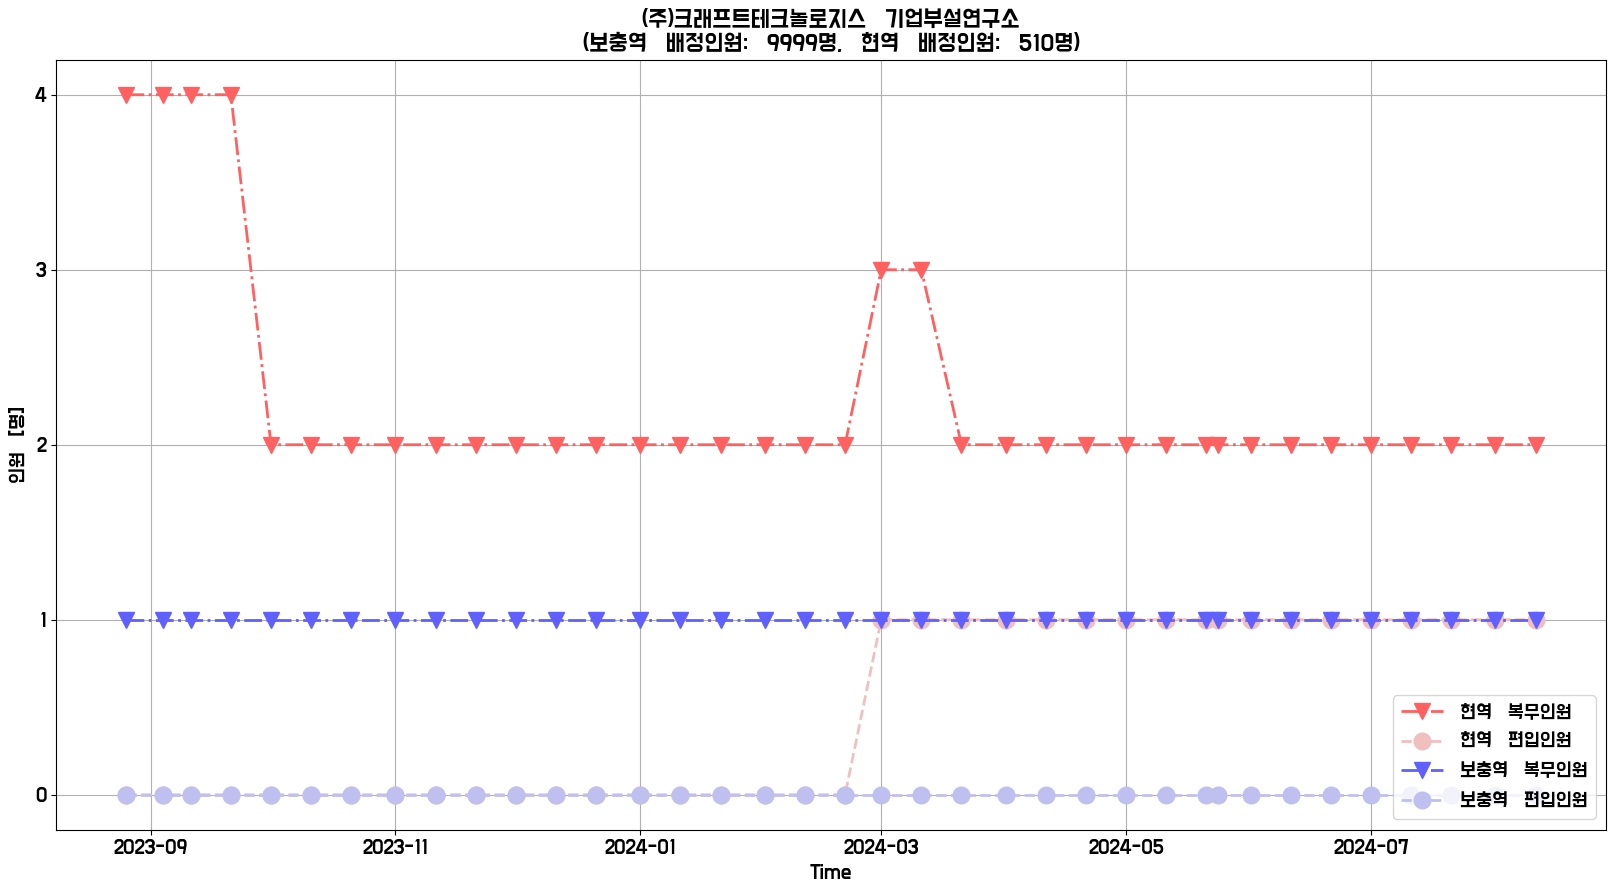 (주)크래프트테크놀로지스 기업부설연구소
(보충역 배정인원: 9999명, 현역 배정인원: 510명)
인원 [명]
4
3
2
1
0
2023-09 2023-11 2024-01 2024-03 2024-05 2024-07
Time
현역 복무인원
현역 편입인원
보충역 복무인원
보충역 편입인원